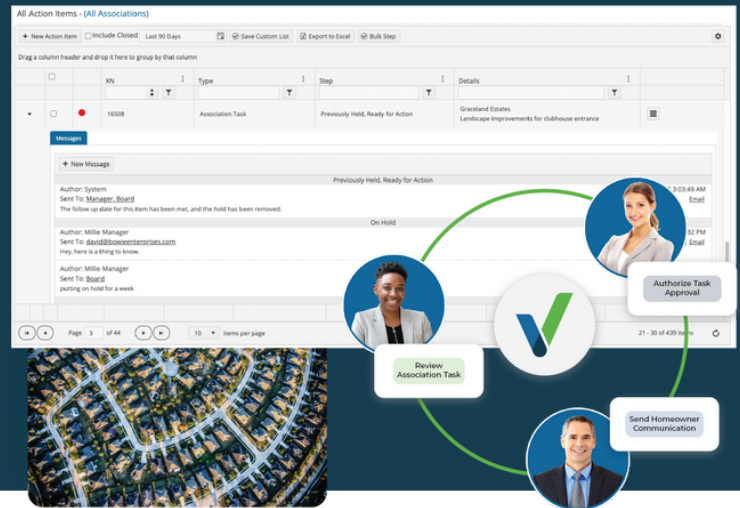 All Action Items - (All Associations)
+ New Action Item Include Closed Last 90 Days Save Custom List Export to Excel Bulk Step
Drag a column header and drop it here to group by that column
XN Type Step Details
16508 Association Task Previously Held, Ready for Action Graceland Estates
Landscape improvements for clubhouse entrance
Messages
+ New Message
Previously Held, Ready for Action
Author: System 3:03:49 AM
Sent To: Manager, Board Email
The follow up date for this item has been met, and the hold has been removed.
On Hold
Author: Millie Manager 32 PM
Sent To: david@bowieenterprises.com Email
Hey, here is a thing to know.
Author: Millie Manager
Sent To: Board
putting on hold for a week
Authorize Task
Approval
Review
Association Task
Send Homeowner
Communication
Page 3 of 44 10 items per page 21 - 30 of 439 items